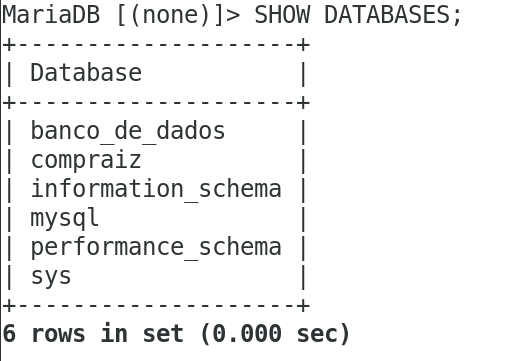 MariaDB [(none)]> SHOW DATABASES;
+--------------------+
| Database           |
+--------------------+
| banco_de_dados     |
| compraiz           |
| information_schema |
| mysql              |
| performance_schema |
| sys                |
+--------------------+
6 rows in set (0.000 sec)